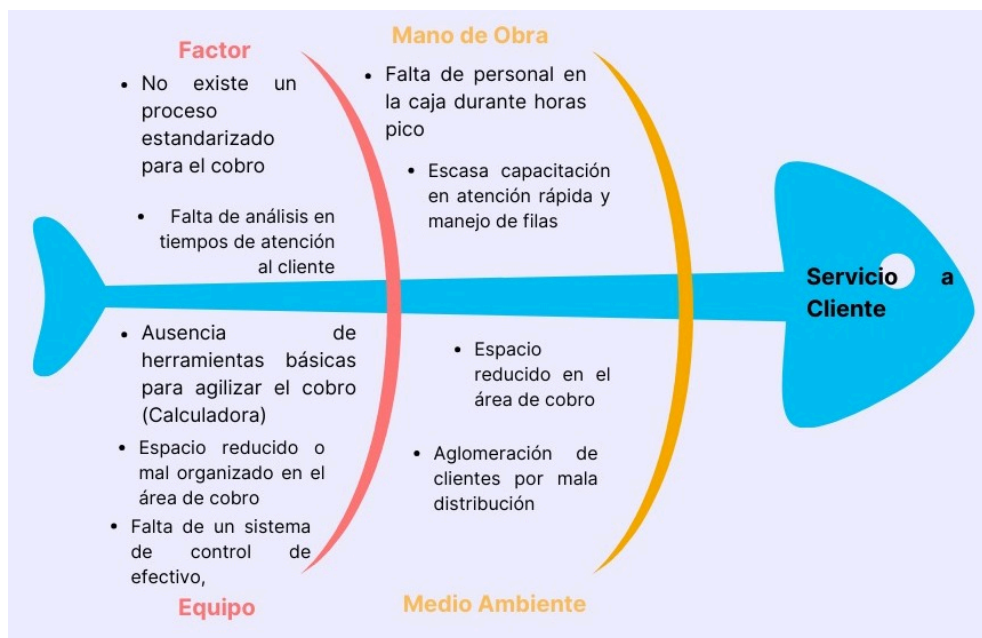 Factor
No existe un
proceso
estandarizado
para el cobro
Falta de análisis en
tiempos de atención
al cliente
Mano de Obra
Falta de personal en
la caja durante horas
pico
Escasa capacitación
en atención rápida y
manejo de filas
Servicio a
Cliente
Ausencia de
herramientas básicas
para agilizar el cobro
(Calculadora)
Espacio reducido o
mal organizado en el
área de cobro
Falta de un sistema
de control de
efectivo,
Equipo
Espacio
reducido en el
área de cobro
Aglomeración de
clientes por mala
distribución
Medio Ambiente